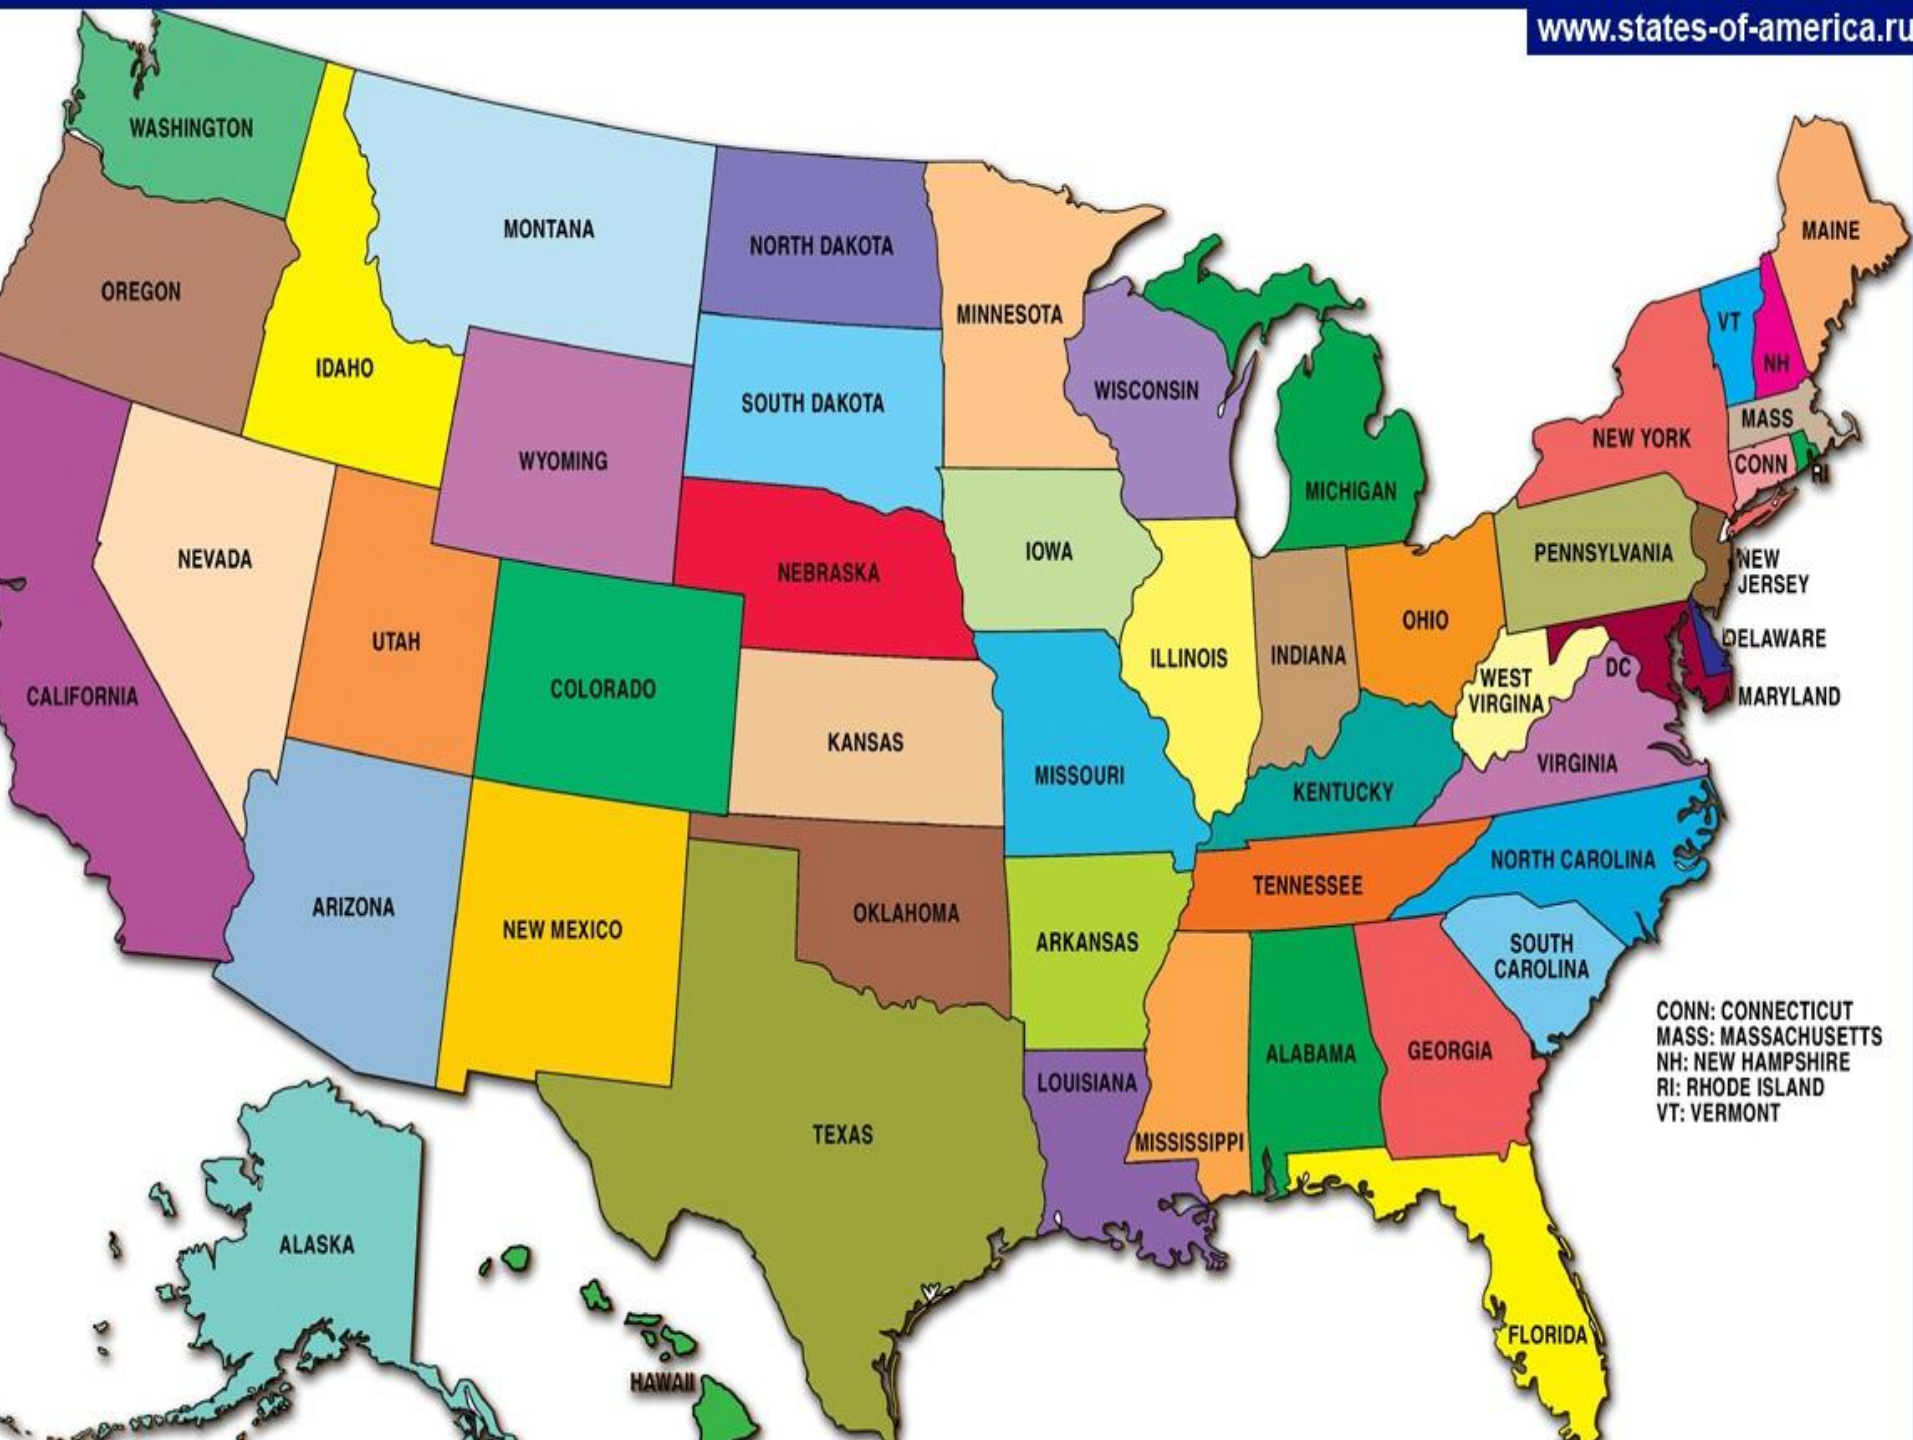 www.states-of-america.ru
WASHINGTON
OREGON
IDAHO
MONTANA
NORTH DAKOTA
MINNESOTA
SOUTH DAKOTA
WYOMING
WISCONSIN
MICHIGAN
MAINE
VT
NH
MASS
NEW YORK
CONN
RI
NEVADA
UTAH
CALIFORNIA
COLORADO
NEBRASKA
IOWA
KANSAS
MISSOURI
ILLINOIS
INDIANA
OHIO
PENNSYLVANIA
NEW
JERSEY
DELAWARE
MARYLAND
DC
WEST
VIRGINA
VIRGINIA
KENTUCKY
ARIZONA
NEW MEXICO
OKLAHOMA
ARKANSAS
TENNESSEE
NORTH CAROLINA
SOUTH
CAROLINA
TEXAS
LOUISIANA
MISSISSIPPI
ALABAMA
GEORGIA
FLORIDA
ALASKA
HAWAII
CONN: CONNECTICUT
MASS: MASSACHUSETTS
NH: NEW HAMPSHIRE
RI: RHODE ISLAND
VT: VERMONT